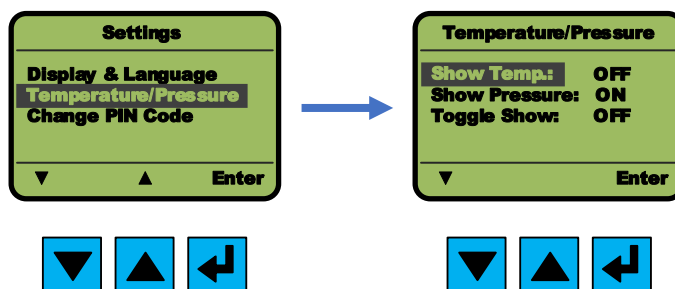 Settings
Display & Language
Temperature/Pressure
Change PIN Code
▼ ▲ Enter
Temperature/Pressure
Show Temp.: OFF
Show Pressure: ON
Toggle Show: OFF
▼ Enter